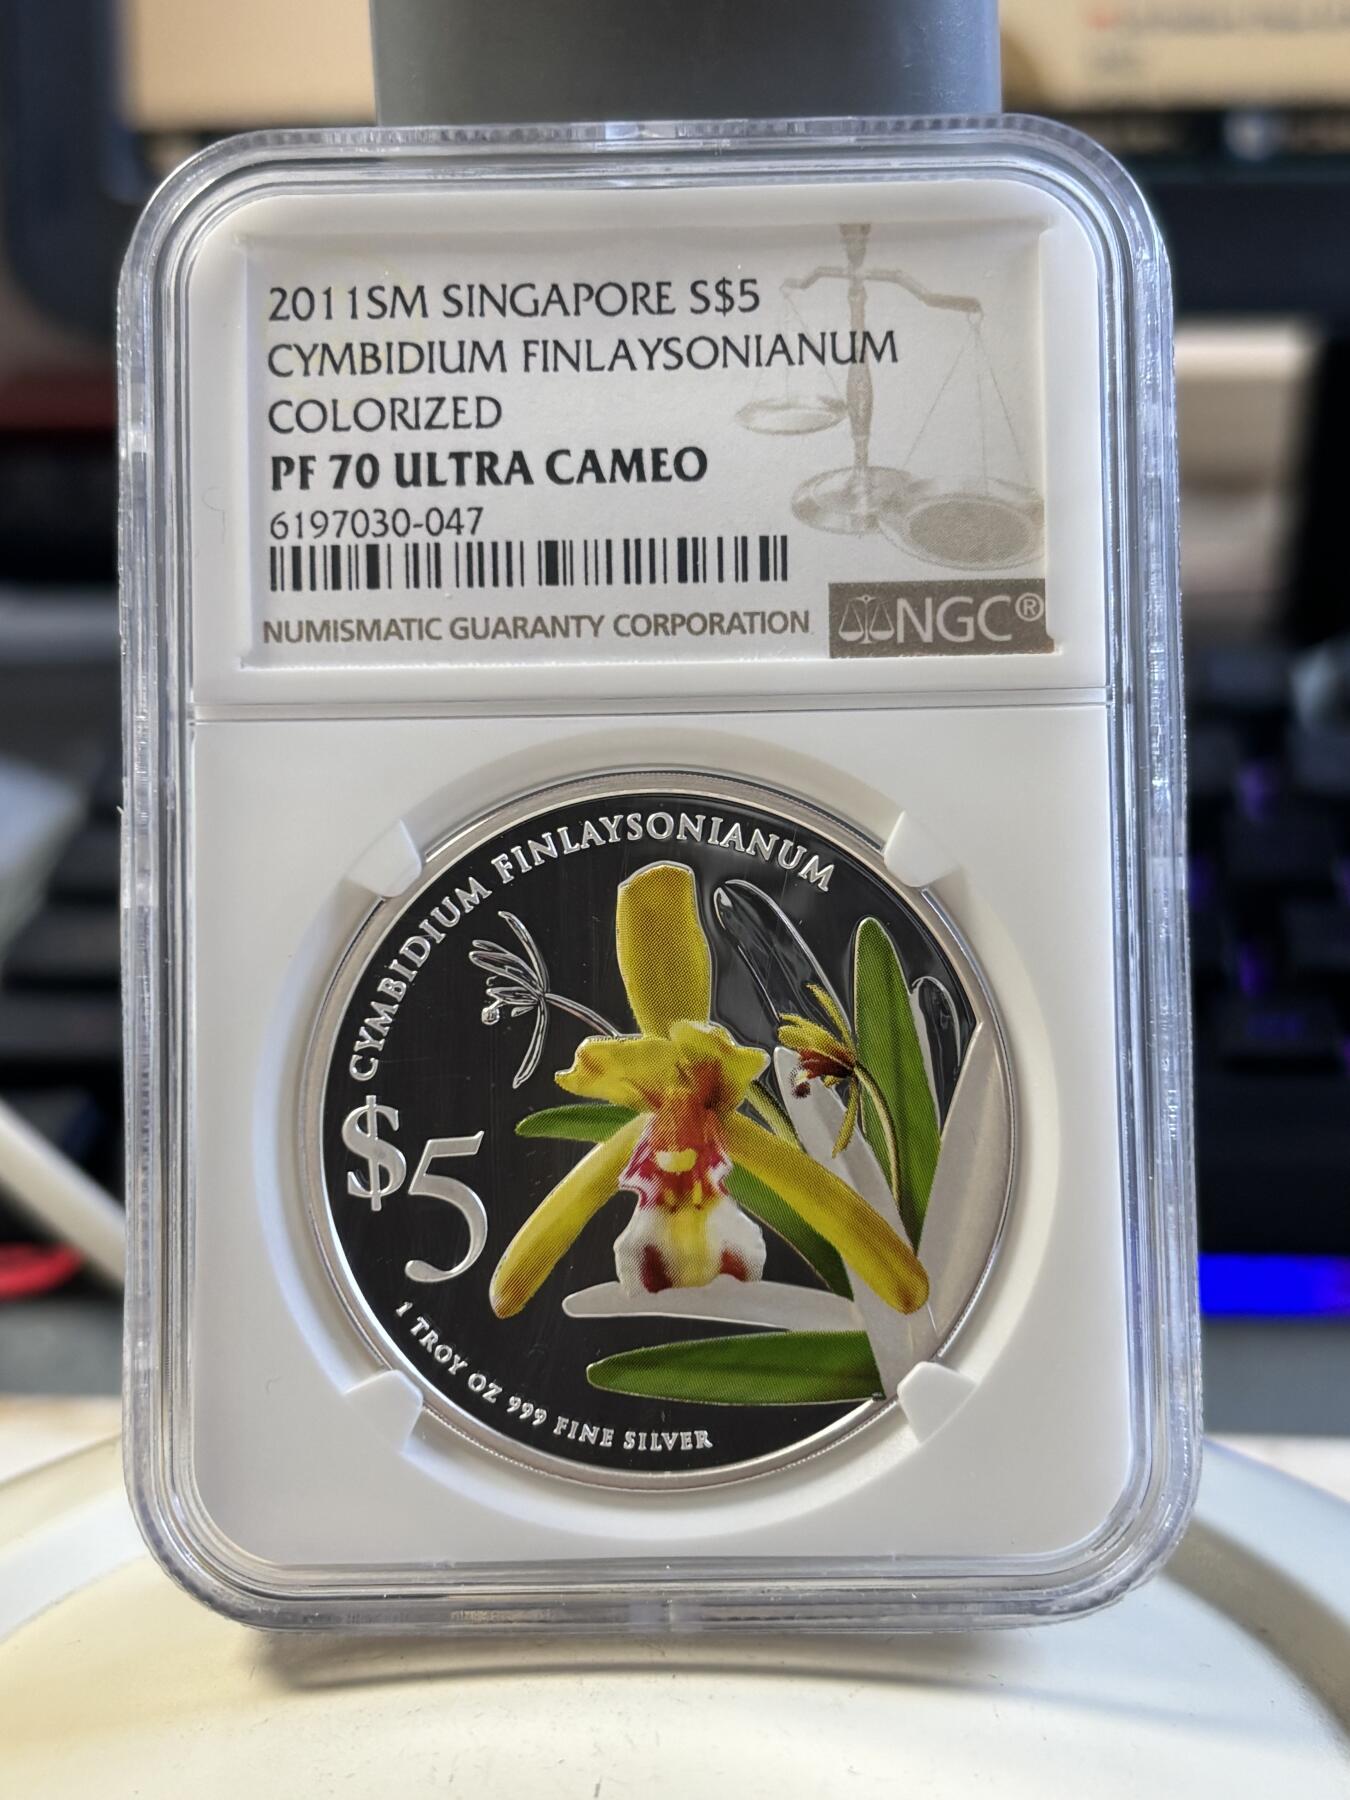 2011SM SINGAPORE S$5
CYMBIDIUM FINLAYSONIANUM
COLORIZED
PF 70 ULTRA CAMEO
6197030-047
NUMISMATIC GUARANTY CORPORATION
NGC®
CYMBIDIUM FINLAYSONIANUM
$5
1 TROY OZ 999 FINE SILVER